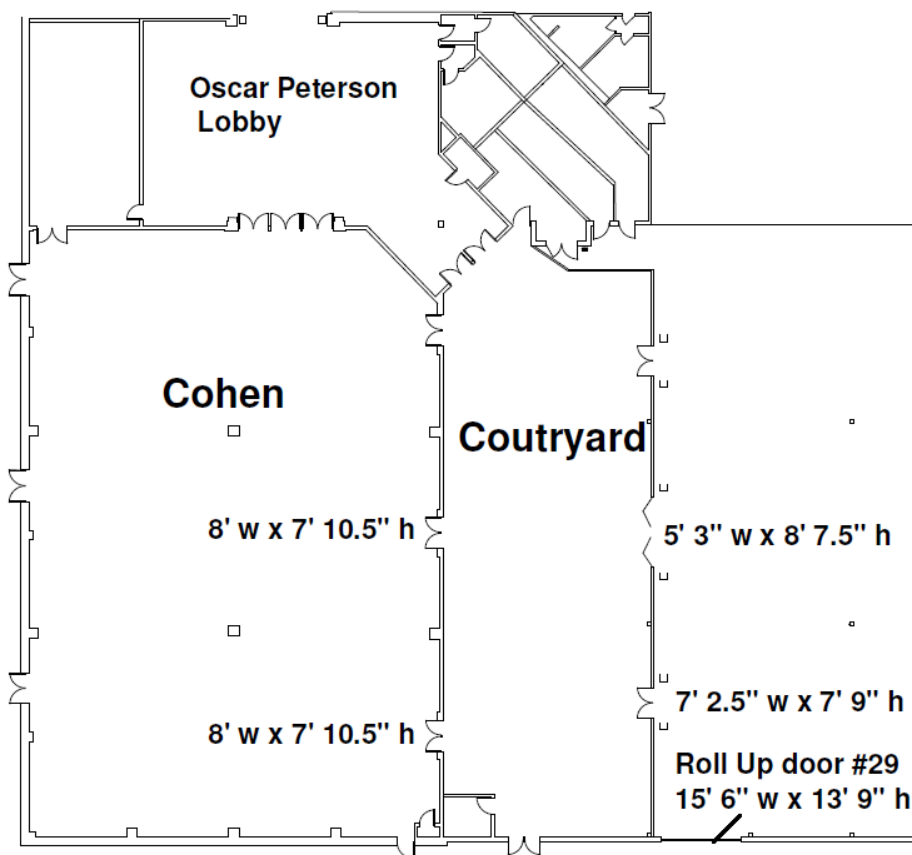 Oscar Peterson
Lobby
Cohen
Coutryard
8' w x 7' 10.5" h
5' 3" w x 8' 7.5" h
7' 2.5" w x 7' 9" h
8' w x 7' 10.5" h
Roll Up door #29
15' 6" w x 13' 9" h